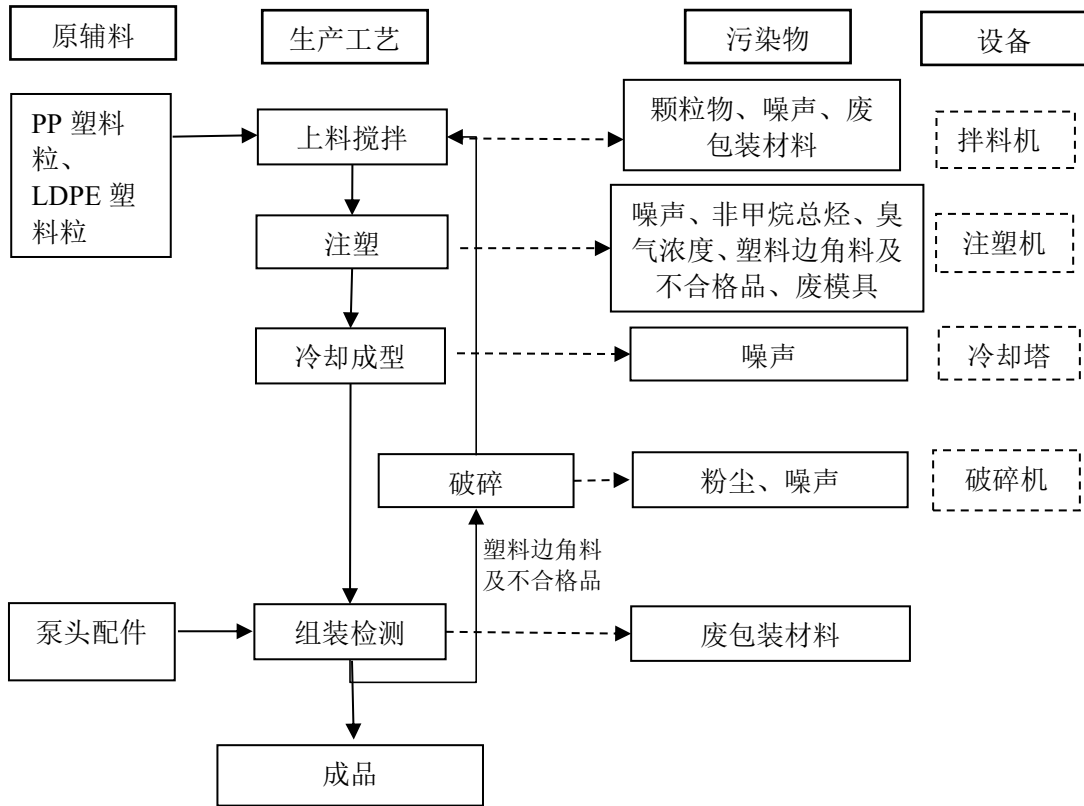 原辅料
生产工艺
污染物
设备
PP 塑料
粒、
LDPE 塑
料粒
上料搅拌
颗粒物、噪声、废
包装材料
拌料机
注塑
噪声、非甲烷总烃、臭
气浓度、塑料边角料及
不合格品、废模具
注塑机
冷却成型
噪声
冷却塔
破碎
粉尘、噪声
破碎机
塑料边角料
及不合格品
泵头配件
组装检测
废包装材料
成品